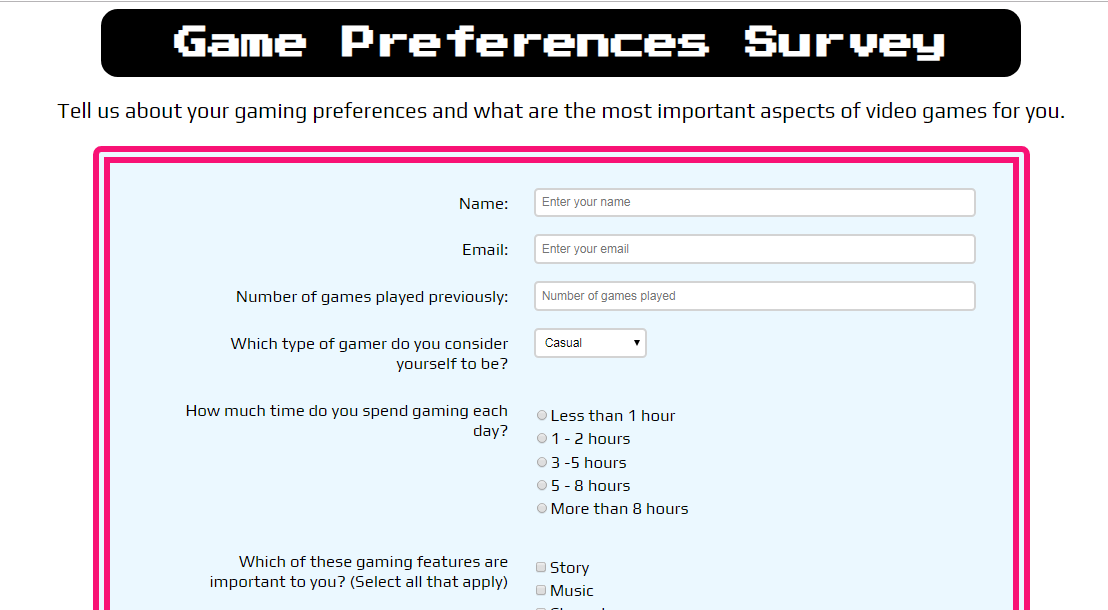 Game Preferences Survey
Tell us about your gaming preferences and what are the most important aspects of video games for you.
Name:
Enter your name
Email:
Enter your email
Number of games played previously:
Number of games played
Which type of gamer do you consider
yourself to be?
Casual
How much time do you spend gaming each
day?
Less than 1 hour
1 - 2 hours
3 -5 hours
5 - 8 hours
More than 8 hours
Which of these gaming features are
important to you? (Select all that apply)
Story
Music